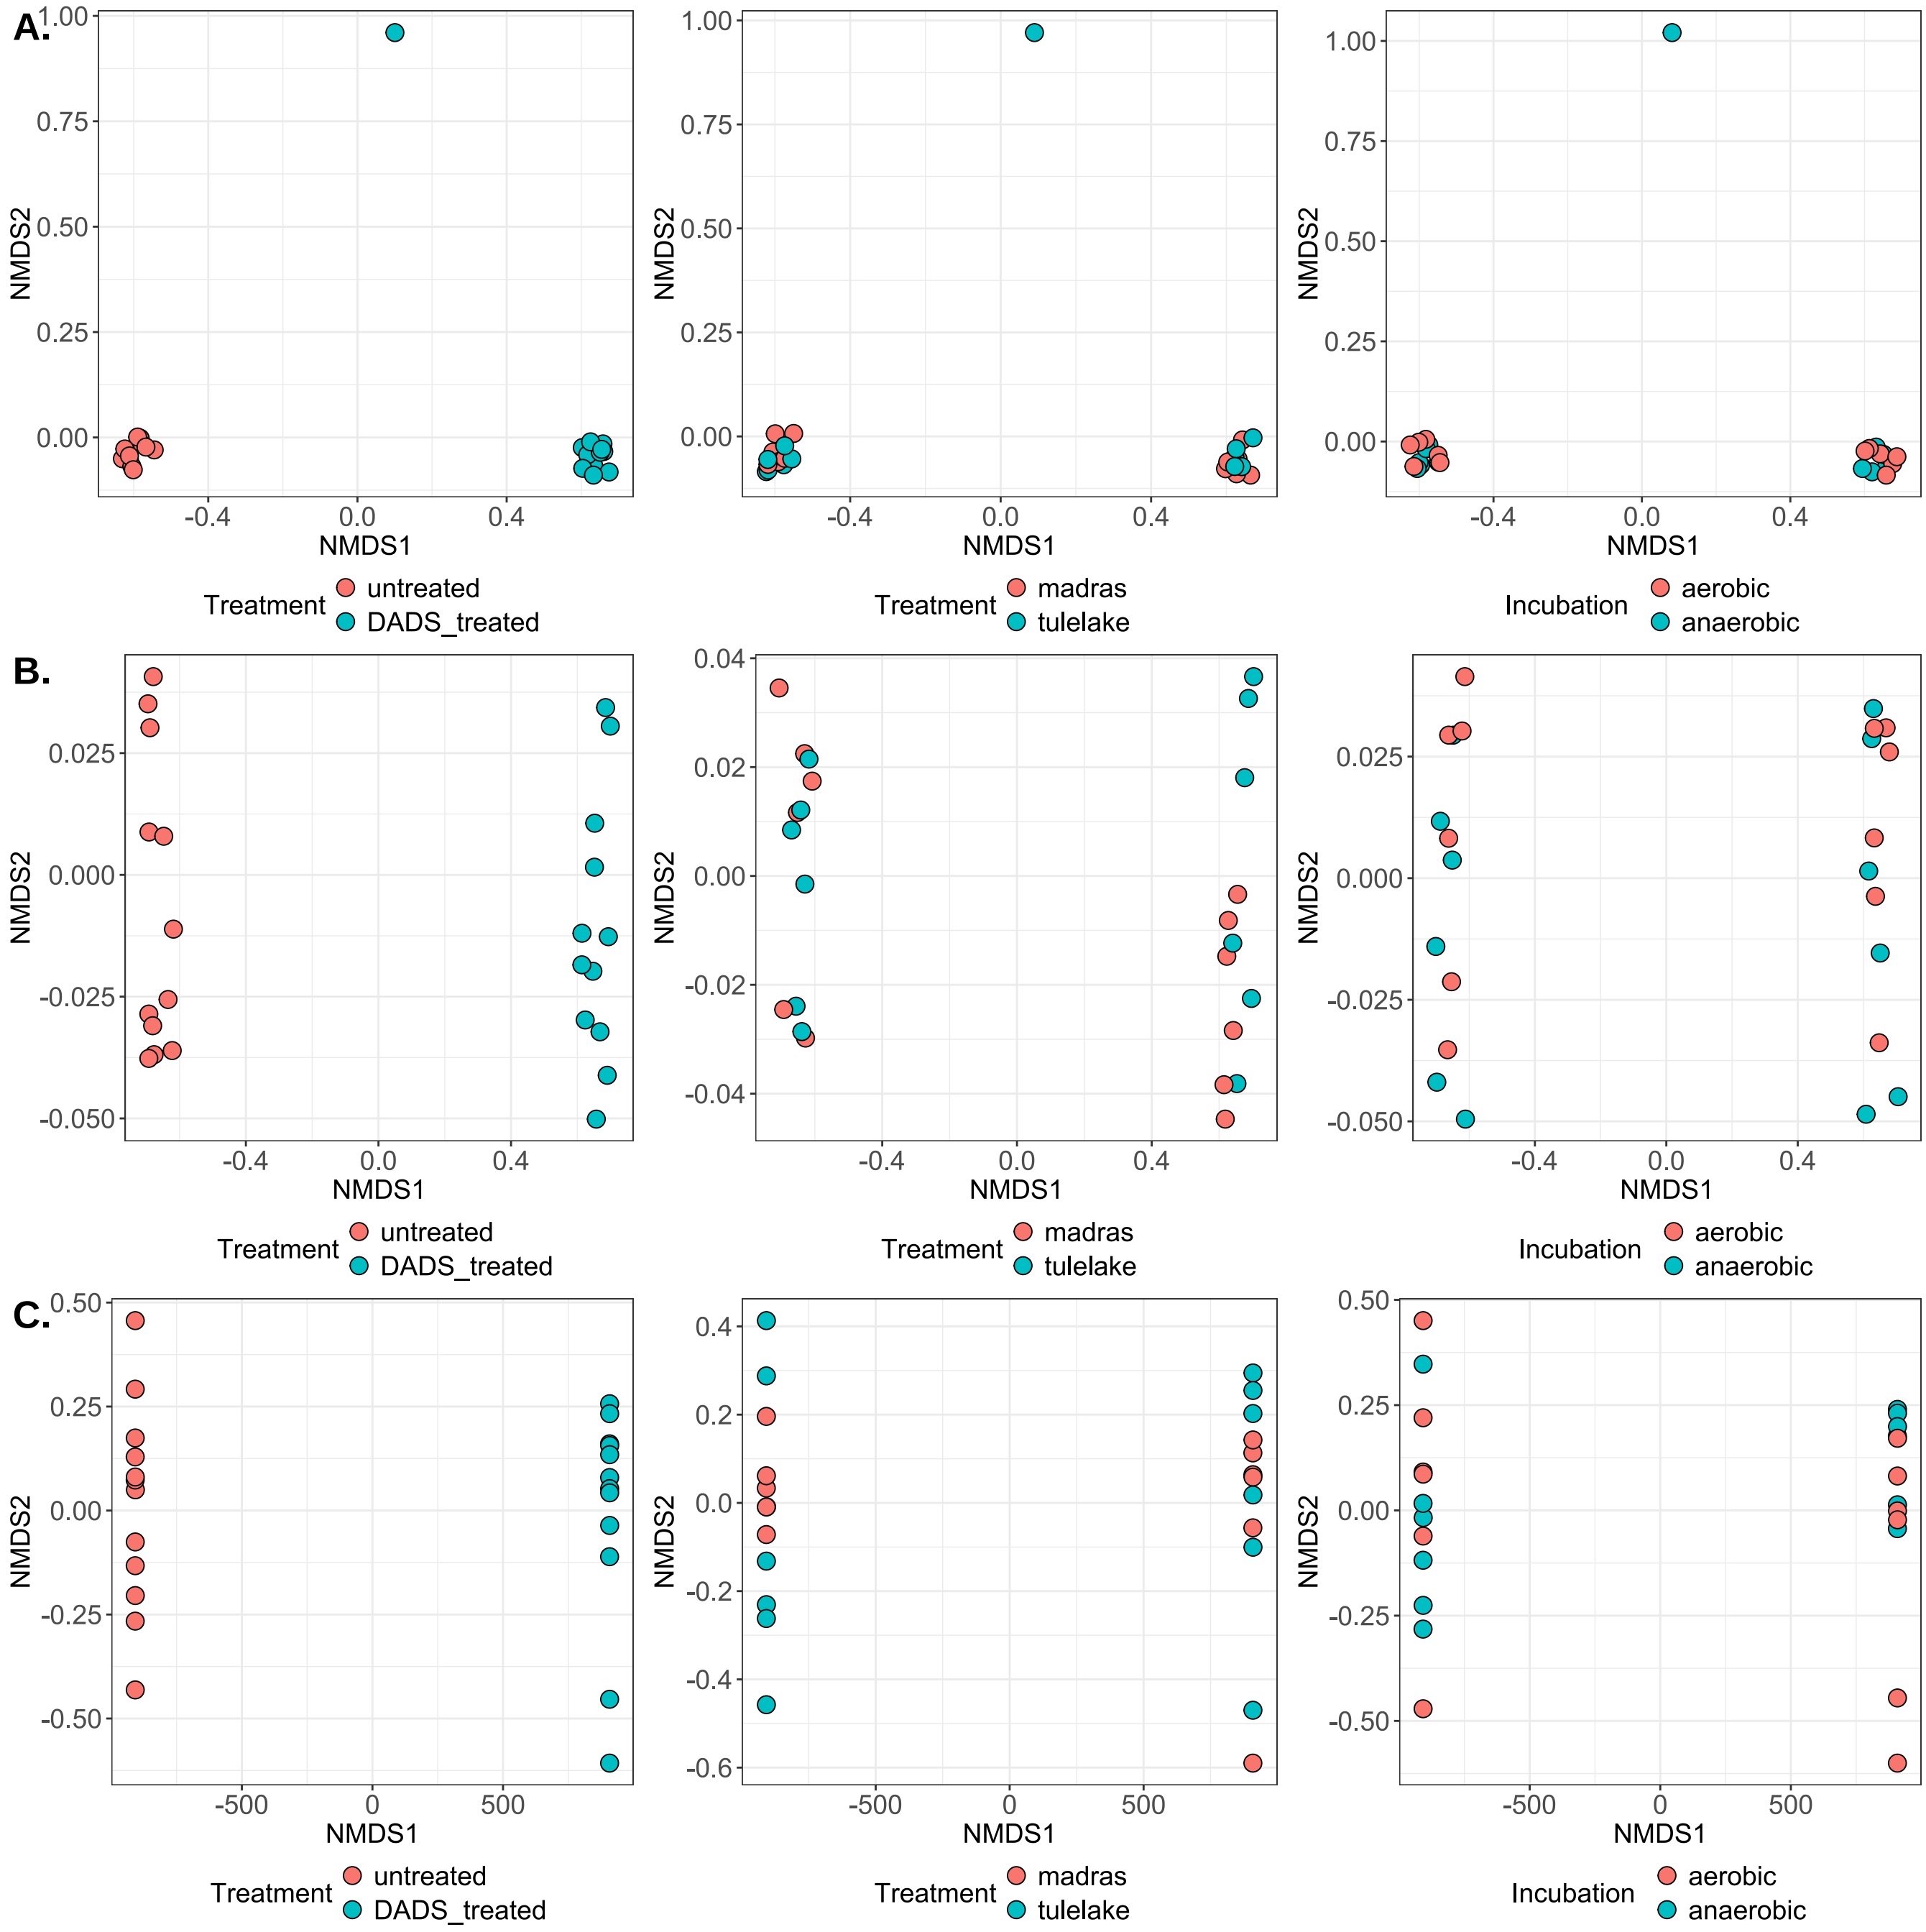 A.
1.00
0.75
0.50
0.25
0.00
NMDS2
-0.4 0.0 0.4
NMDS1
Treatment
untreated
DADS_treated
1.00
0.75
0.50
0.25
0.00
NMDS2
-0.4 0.0 0.4
NMDS1
Treatment
madras
tulelake
1.00
0.75
0.50
0.25
0.00
NMDS2
-0.4 0.0 0.4
NMDS1
Incubation
aerobic
anaerobic
B.
0.025
0.000
-0.025
-0.050
NMDS2
-0.4 0.0 0.4
NMDS1
Treatment
untreated
DADS_treated
0.04
0.02
0.00
-0.02
-0.04
NMDS2
-0.4 0.0 0.4
NMDS1
Treatment
madras
tulelake
0.025
0.000
-0.025
-0.050
NMDS2
-0.4 0.0 0.4
NMDS1
Incubation
aerobic
anaerobic
C.
0.50
0.25
0.00
-0.25
-0.50
NMDS2
-500 0 500
NMDS1
Treatment
untreated
DADS_treated
0.4
0.2
0.0
-0.2
-0.4
-0.6
NMDS2
-500 0 500
NMDS1
Treatment
madras
tulelake
0.50
0.25
0.00
-0.25
-0.50
NMDS2
-500 0 500
NMDS1
Incubation
aerobic
anaerobic